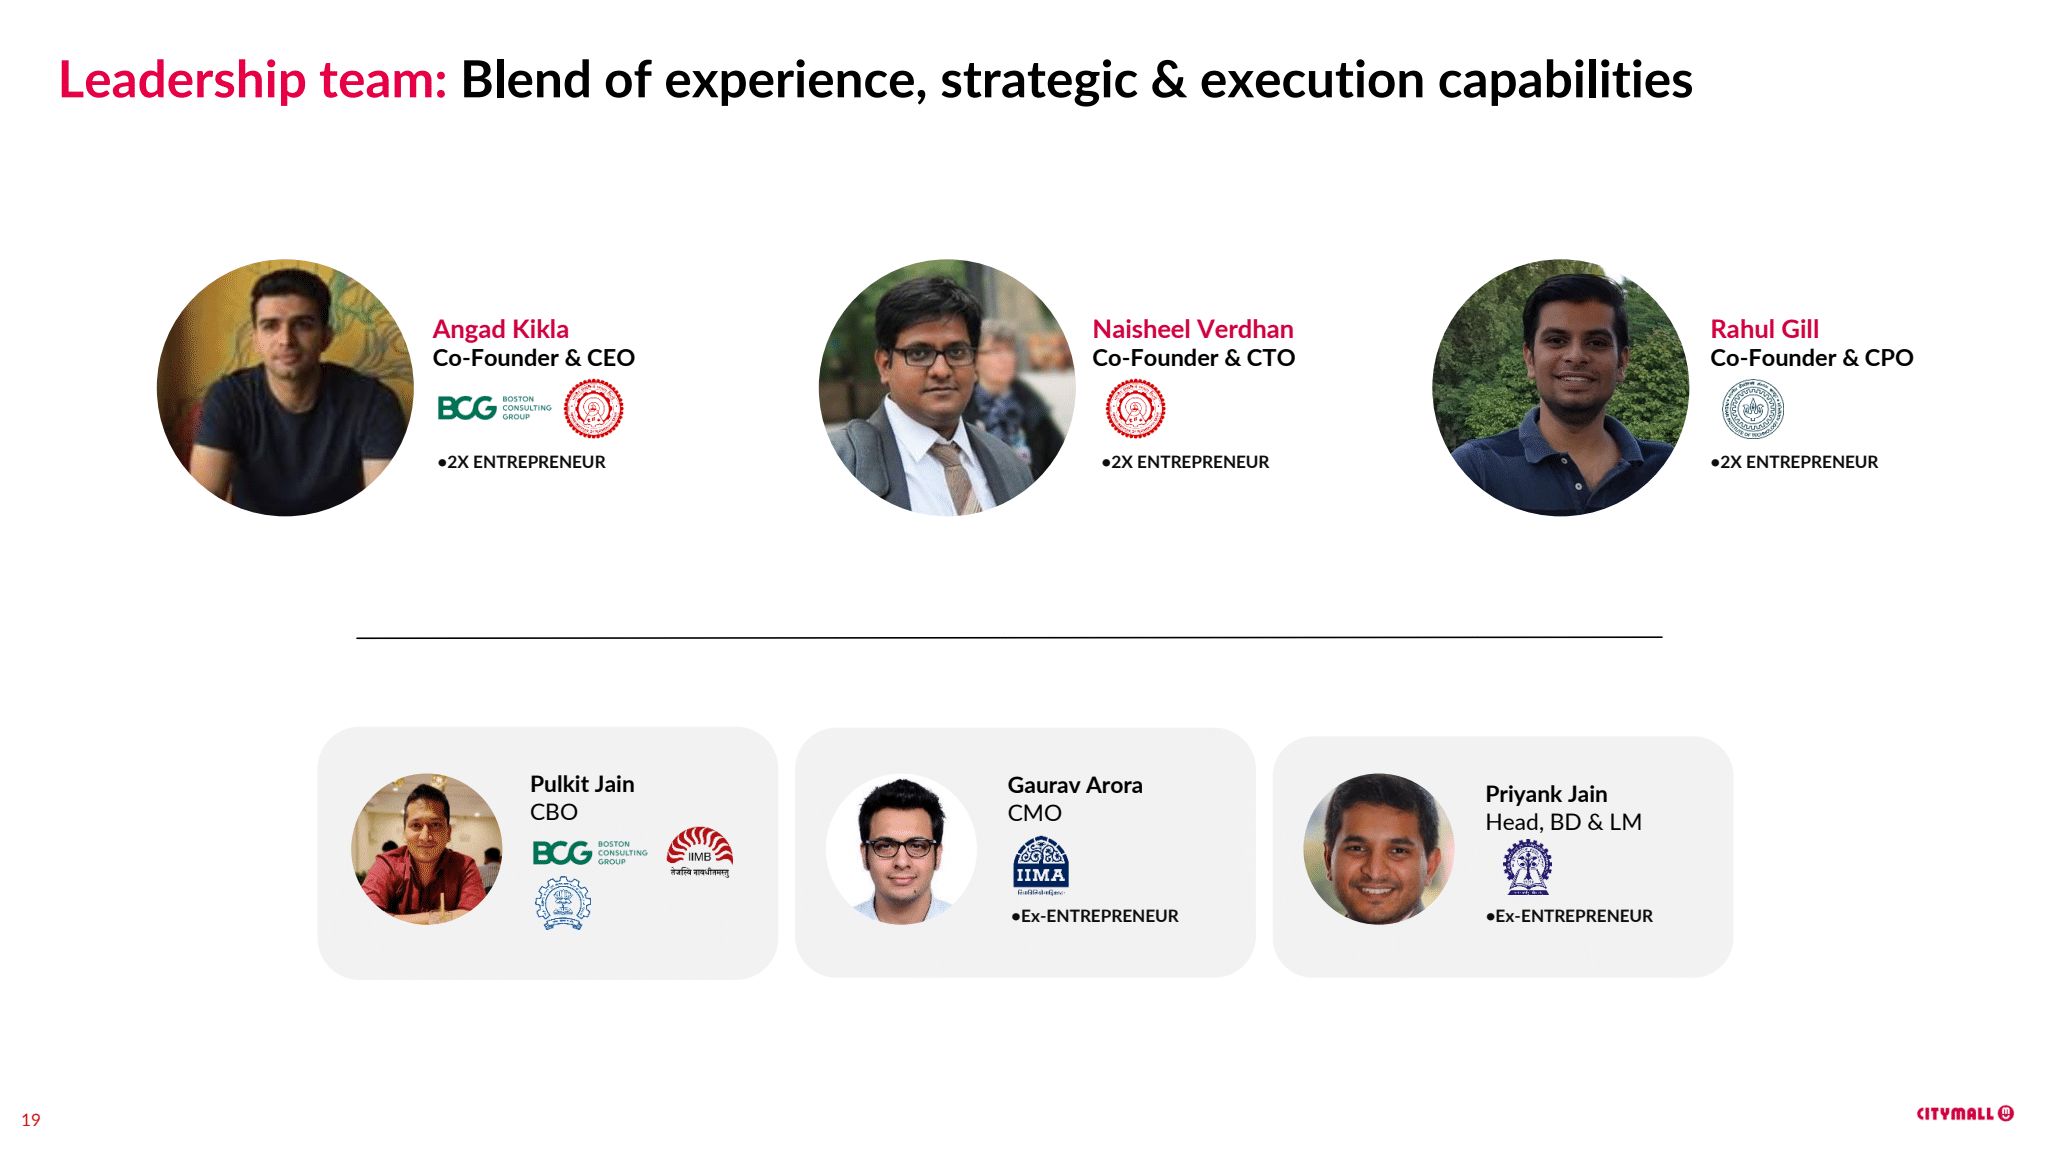 Leadership team: Blend of experience, strategic & execution capabilities
Angad Kikla
Co-Founder & CEO
BCG BOSTON CONSULTING GROUP
•2X ENTREPRENEUR
Naisheel Verdhan
Co-Founder & CTO
•2X ENTREPRENEUR
Rahul Gill
Co-Founder & CPO
•2X ENTREPRENEUR
Pulkit Jain
CBO
BCG BOSTON CONSULTING GROUP
IIMB
तेजस्वि नावधीतमस्तु
Gaurav Arora
CMO
IIMA
•Ex-ENTREPRENEUR
Priyank Jain
Head, BD & LM
•Ex-ENTREPRENEUR
19
CITYMALL